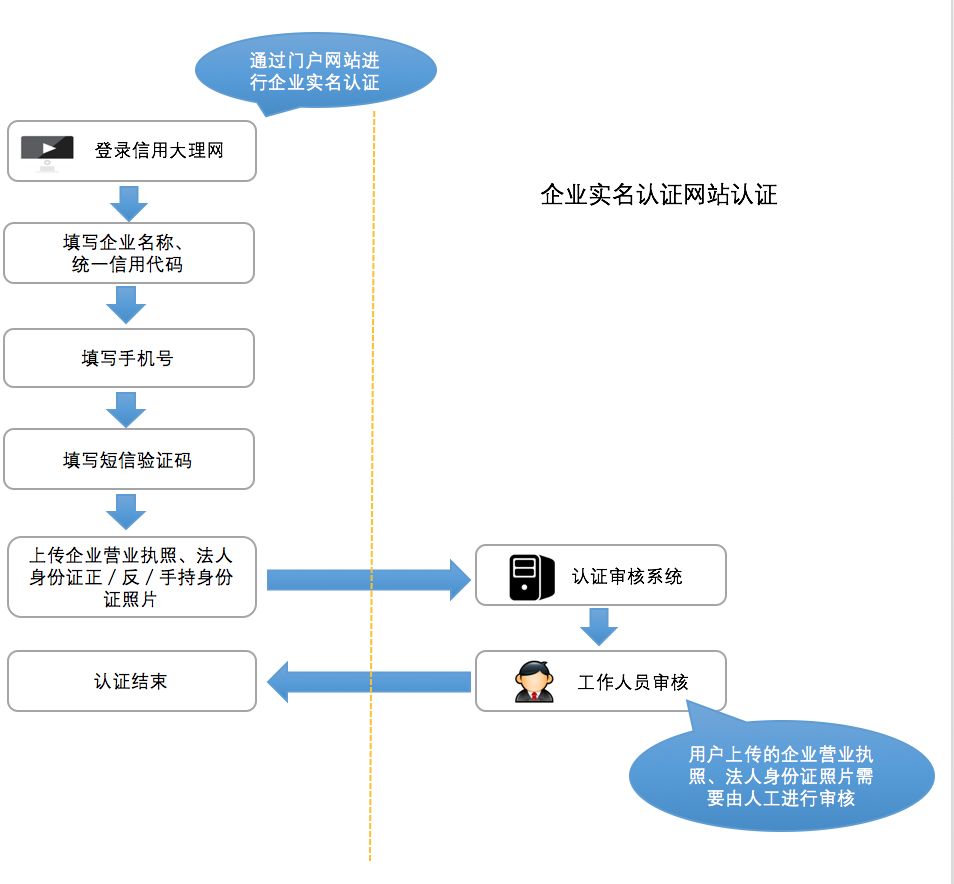 通过门户网站进
行企业实名认证
登录信用大理网
企业实名认证网站认证
填写企业名称、
统一信用代码
填写手机号
填写短信验证码
上传企业营业执照、法人
身份证正/反/手持身份
证照片
认证审核系统
认证结束
工作人员审核
用户上传的企业营业执
照、法人身份证照片需
要由人工进行审核